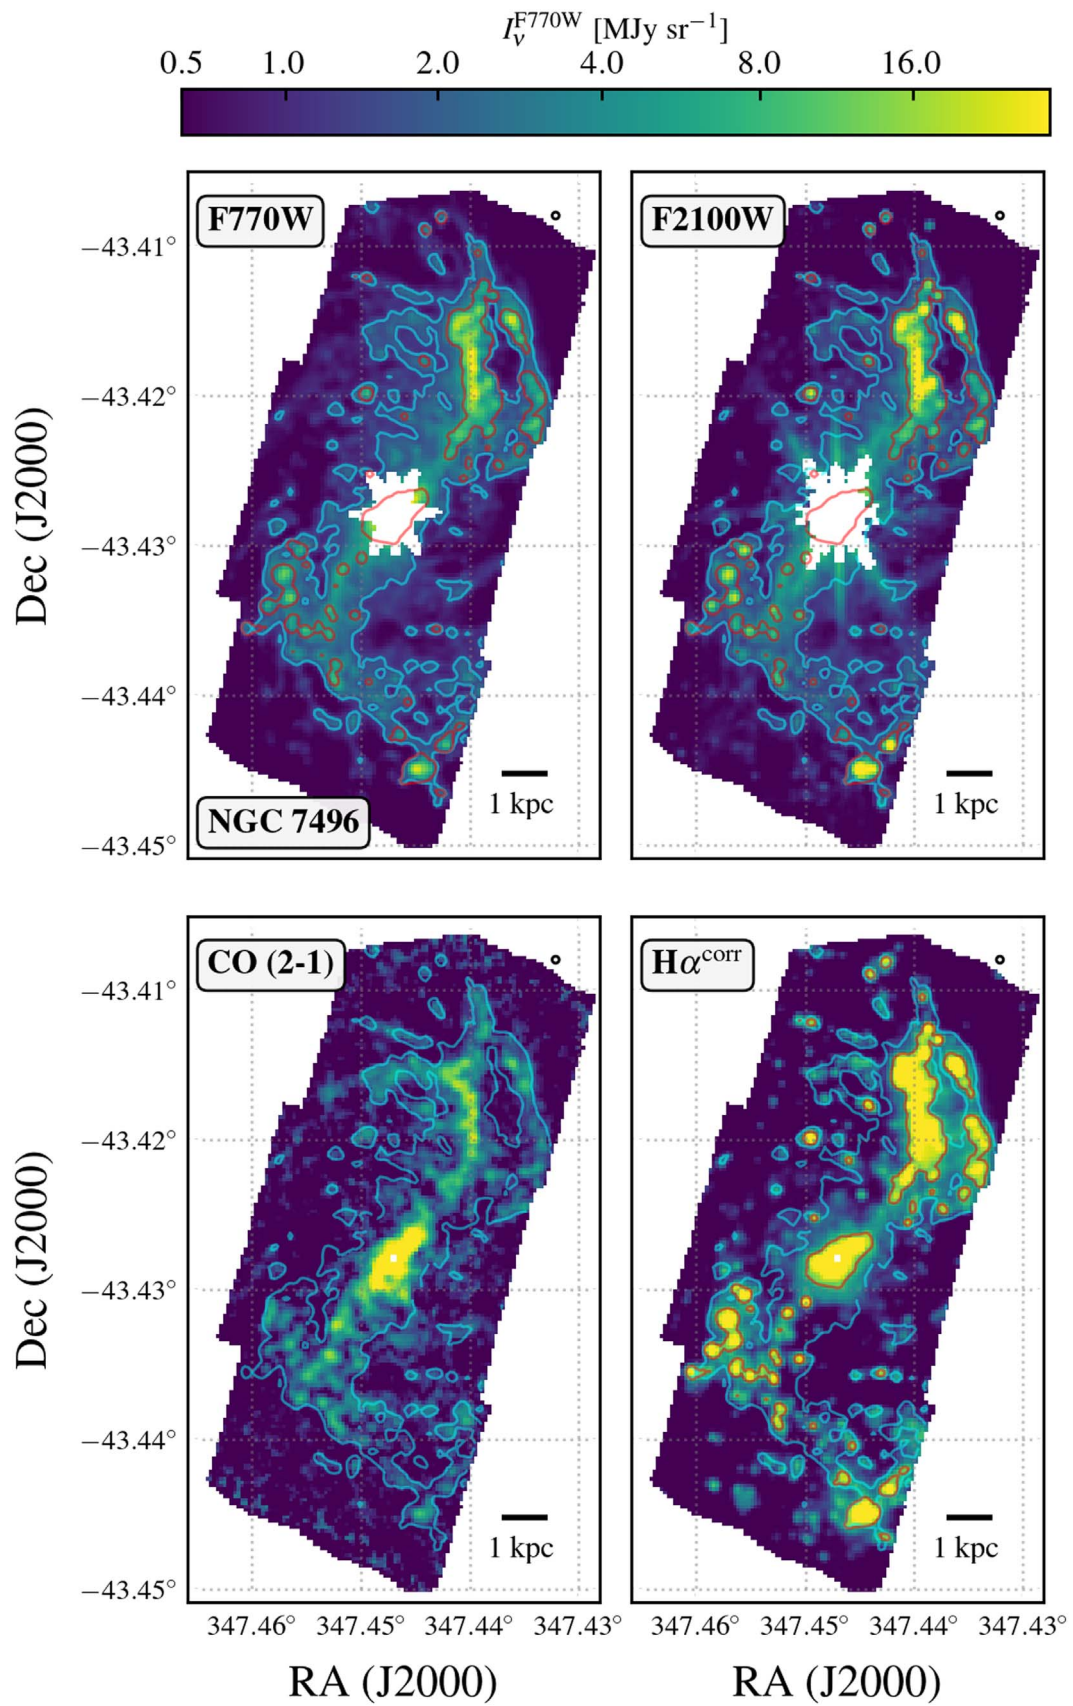 I_ν^F770W [MJy sr⁻¹]
0.5 1.0 2.0 4.0 8.0 16.0
F770W
F2100W
−43.41°
−43.42°
−43.43°
−43.44°
−43.45°
Dec (J2000)
1 kpc
1 kpc
NGC 7496
CO (2-1)
Hα^corr
−43.41°
−43.42°
−43.43°
−43.44°
−43.45°
Dec (J2000)
1 kpc
1 kpc
347.46° 347.45° 347.44° 347.43° 347.46° 347.45° 347.44° 347.43°
RA (J2000) RA (J2000)